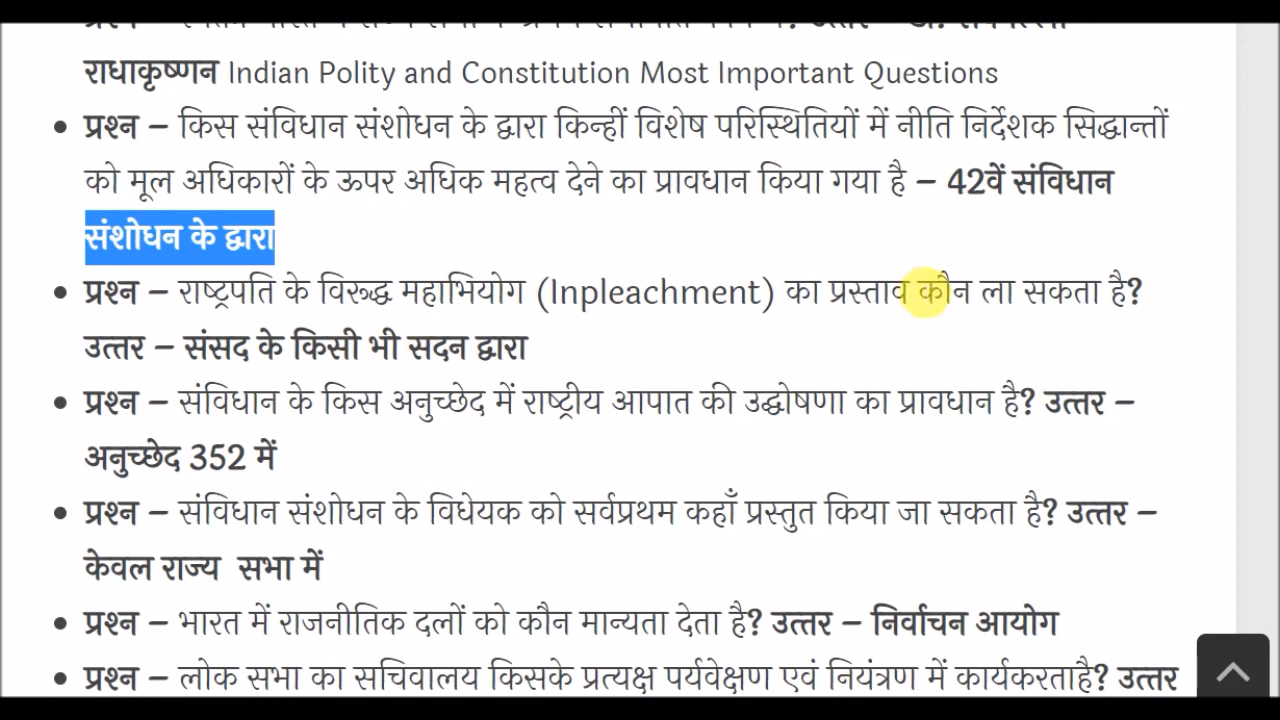 राधाकृष्णन Indian Polity and Constitution Most Important Questions
• प्रश्न – किस संविधान संशोधन के द्वारा किन्हीं विशेष परिस्थितियों में नीति निर्देशक सिद्धान्तों
को मूल अधिकारों के ऊपर अधिक महत्व देने का प्रावधान किया गया है – 42वें संविधान
संशोधन के द्वारा
• प्रश्न – राष्ट्रपति के विरुद्ध महाभियोग (Inpleachment) का प्रस्ताव कौन ला सकता है?
उत्तर – संसद के किसी भी सदन द्वारा
• प्रश्न – संविधान के किस अनुच्छेद में राष्ट्रीय आपात की उद्घोषणा का प्रावधान है? उत्तर –
अनुच्छेद 352 में
• प्रश्न – संविधान संशोधन के विधेयक को सर्वप्रथम कहाँ प्रस्तुत किया जा सकता है? उत्तर –
केवल राज्य सभा में
• प्रश्न – भारत में राजनीतिक दलों को कौन मान्यता देता है? उत्तर – निर्वाचन आयोग
• प्रश्न – लोक सभा का सचिवालय किसके प्रत्यक्ष पर्यवेक्षण एवं नियंत्रण में कार्यकरताहै? उत्तर